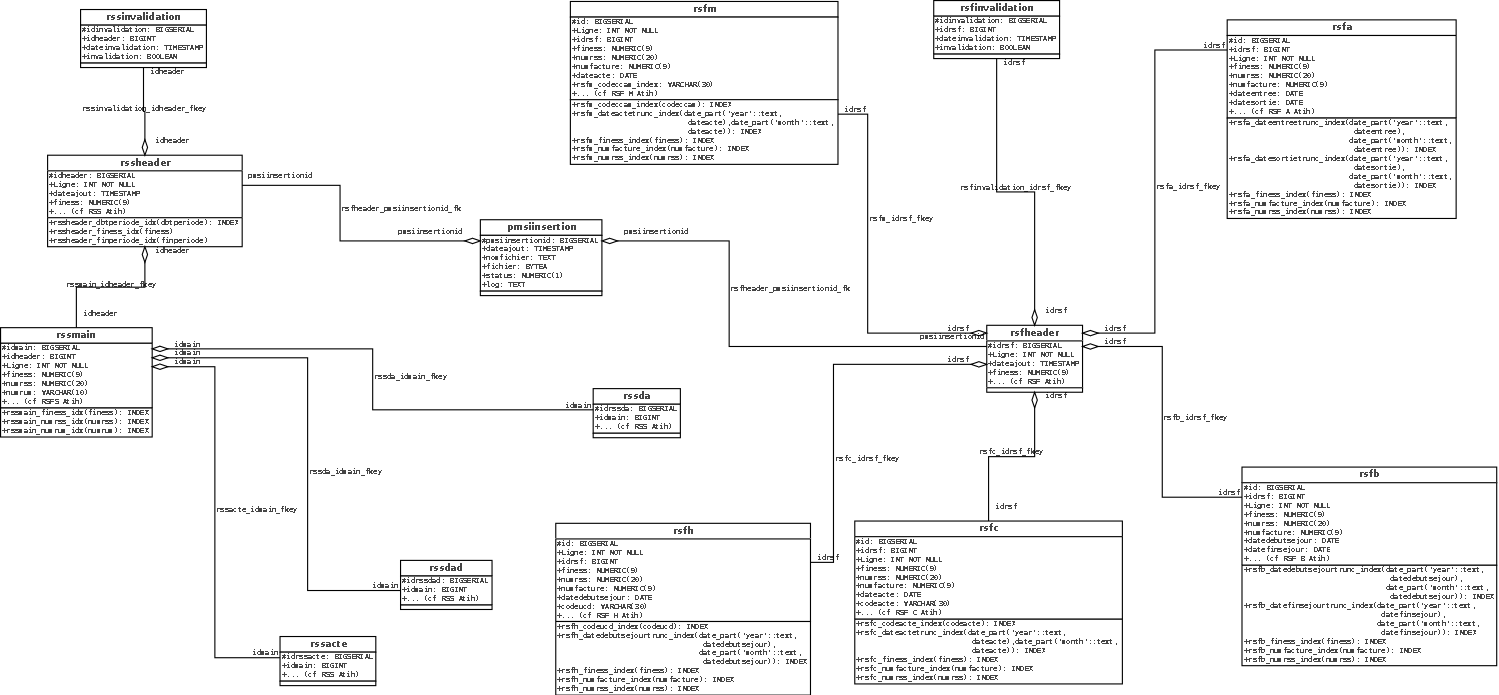 rssinvalidation
#idinvalidation: BIGSERIAL
+idheader: BIGINT
+dateinvalidation: TIMESTAMP
+invalidation: BOOLEAN
idheader
rssinvalidation_idheader_fkey
idheader
rssheader
#idheader: BIGSERIAL
+Ligne: INT NOT NULL
+dateajout: TIMESTAMP
+finess: NUMERIC(9)
+... (cf RSS Atih)
+rssheader_dbtperiode_idx(dbtperiode): INDEX
+rssheader_finess_idx(finess)
+rssheader_finperiode_idx(finperiode)
idheader
rssmain_idheader_fkey
idheader
rssmain
#idmain: BIGSERIAL
+idheader: BIGINT
+Ligne: INT NOT NULL
+finess: NUMERIC(9)
+numrss: NUMERIC(20)
+numrum: VARCHAR(10)
+... (cf RSFS Atih)
+rssmain_finess_idx(finess): INDEX
+rssmain_numrss_idx(numrss): INDEX
+rssmain_numrum_idx(numrum): INDEX
idmain
idmain
idmain
rssda_idmain_fkey
idmain
rssda
#idrssda: BIGSERIAL
+idmain: BIGINT
+... (cf RSS Atih)
rssda_idmain_fkey
idmain
rssdad
#idrssdad: BIGSERIAL
+idmain: BIGINT
+... (cf RSS Atih)
rssacte_idmain_fkey
idmain
rssacte
#idrssacte: BIGSERIAL
+idmain: BIGINT
+... (cf RSS Atih)
pmsiinsertionid
rsfheader_pmsiinsertionid_fk
pmsiinsertionid
pmsiinsertion
#pmsiinsertionid: BIGSERIAL
+dateajout: TIMESTAMP
+nomfichier: TEXT
+fichier: BYTEA
+status: NUMERIC(1)
+log: TEXT
pmsiinsertionid
rsfheader_pmsiinsertionid_fk
pmsiinsertionid
rsfm
#id: BIGSERIAL
+Ligne: INT NOT NULL
+idrsf: BIGINT
+finess: NUMERIC(9)
+numrss: NUMERIC(20)
+numfacture: NUMERIC(9)
+dateacte: DATE
+rsfm_codeccam_index: VARCHAR(30)
+... (cf RSF M Atih)
+rsfm_codeccam_index(codeccam): INDEX
+rsfm_dateactetrunc_index(date_part('year'::text,
dateacte),date_part('month'::text,
dateacte)): INDEX
+rsfm_finess_index(finess): INDEX
+rsfm_numfacture_index(numfacture): INDEX
+rsfm_numrss_index(numrss): INDEX
idrsf
rsfm_idrsf_fkey
idrsf
rsfinvalidation
#idinvalidation: BIGSERIAL
+idrsf: BIGINT
+dateinvalidation: TIMESTAMP
+invalidation: BOOLEAN
idrsf
rsfinvalidation_idrsf_fkey
idrsf
rsfheader
#idrsf: BIGSERIAL
+Ligne: INT NOT NULL
+dateajout: TIMESTAMP
+finess: NUMERIC(9)
+... (cf RSF Atih)
rsfa
#id: BIGSERIAL
+idrsf: BIGINT
+Ligne: INT NOT NULL
+finess: NUMERIC(9)
+numrss: NUMERIC(20)
+numfacture: NUMERIC(9)
+dateentree: DATE
+datesortie: DATE
+... (cf RSF A Atih)
+rsfa_dateentreetrunc_index(date_part('year'::text,
dateentree),
date_part('month'::text,
dateentree)): INDEX
+rsfa_datesortietrunc_index(date_part('year'::text,
datesortie),
date_part('month'::text,
datesortie)): INDEX
+rsfa_finess_index(finess): INDEX
+rsfa_numfacture_index(numfacture): INDEX
+rsfa_numrss_index(numrss): INDEX
idrsf
rsfa_idrsf_fkey
idrsf
idrsf
rsfb_idrsf_fkey
idrsf
rsfb
#id: BIGSERIAL
+idrsf: BIGINT
+Ligne: INT NOT NULL
+finess: NUMERIC(9)
+numrss: NUMERIC(20)
+numfacture: NUMERIC(9)
+datedebutsejour: DATE
+datefinsejour: DATE
+... (cf RSF B Atih)
+rsfb_datedebutsejourtrunc_index(date_part('year'::text,
datedebutsejour),
date_part('month'::text,
datedebutsejour)): INDEX
+rsfb_datefinsejourtrunc_index(date_part('year'::text,
datefinsejour),
date_part('month'::text,
datefinsejour)): INDEX
+rsfb_finess_index(finess): INDEX
+rsfb_numfacture_index(numfacture): INDEX
+rsfb_numrss_index(numrss): INDEX
idrsf
rsfc_idrsf_fkey
idrsf
rsfc
#id: BIGSERIAL
+idrsf: BIGINT
+Ligne: INT NOT NULL
+finess: NUMERIC(9)
+numrss: NUMERIC(20)
+numfacture: NUMERIC(9)
+dateacte: DATE
+codeacte: VARCHAR(30)
+... (cf RSF C Atih)
+rsfc_codeacte_index(codeacte): INDEX
+rsfc_dateactetrunc_index(date_part('year'::text,
dateacte),date_part('month'::text,
dateacte)): INDEX
+rsfc_finess_index(finess): INDEX
+rsfc_numfacture_index(numfacture): INDEX
+rsfc_numrss_index(numrss): INDEX
idrsf
rsfc_idrsf_fkey
idrsf
rsfh
#id: BIGSERIAL
+Ligne: INT NOT NULL
+idrsf: BIGINT
+finess: NUMERIC(9)
+numrss: NUMERIC(20)
+numfacture: NUMERIC(9)
+datedebutsejour: DATE
+codeucd: VARCHAR(30)
+... (cf RSF H Atih)
+rsfh_codeucd_index(codeucd): INDEX
+rsfh_datedebutsejourtrunc_index(date_part('year'::text,
datedebutsejour),
date_part('month'::text,
datedebutsejour)): INDEX
+rsfh_finess_index(finess): INDEX
+rsfh_numfacture_index(numfacture): INDEX
+rsfh_numrss_index(numrss): INDEX